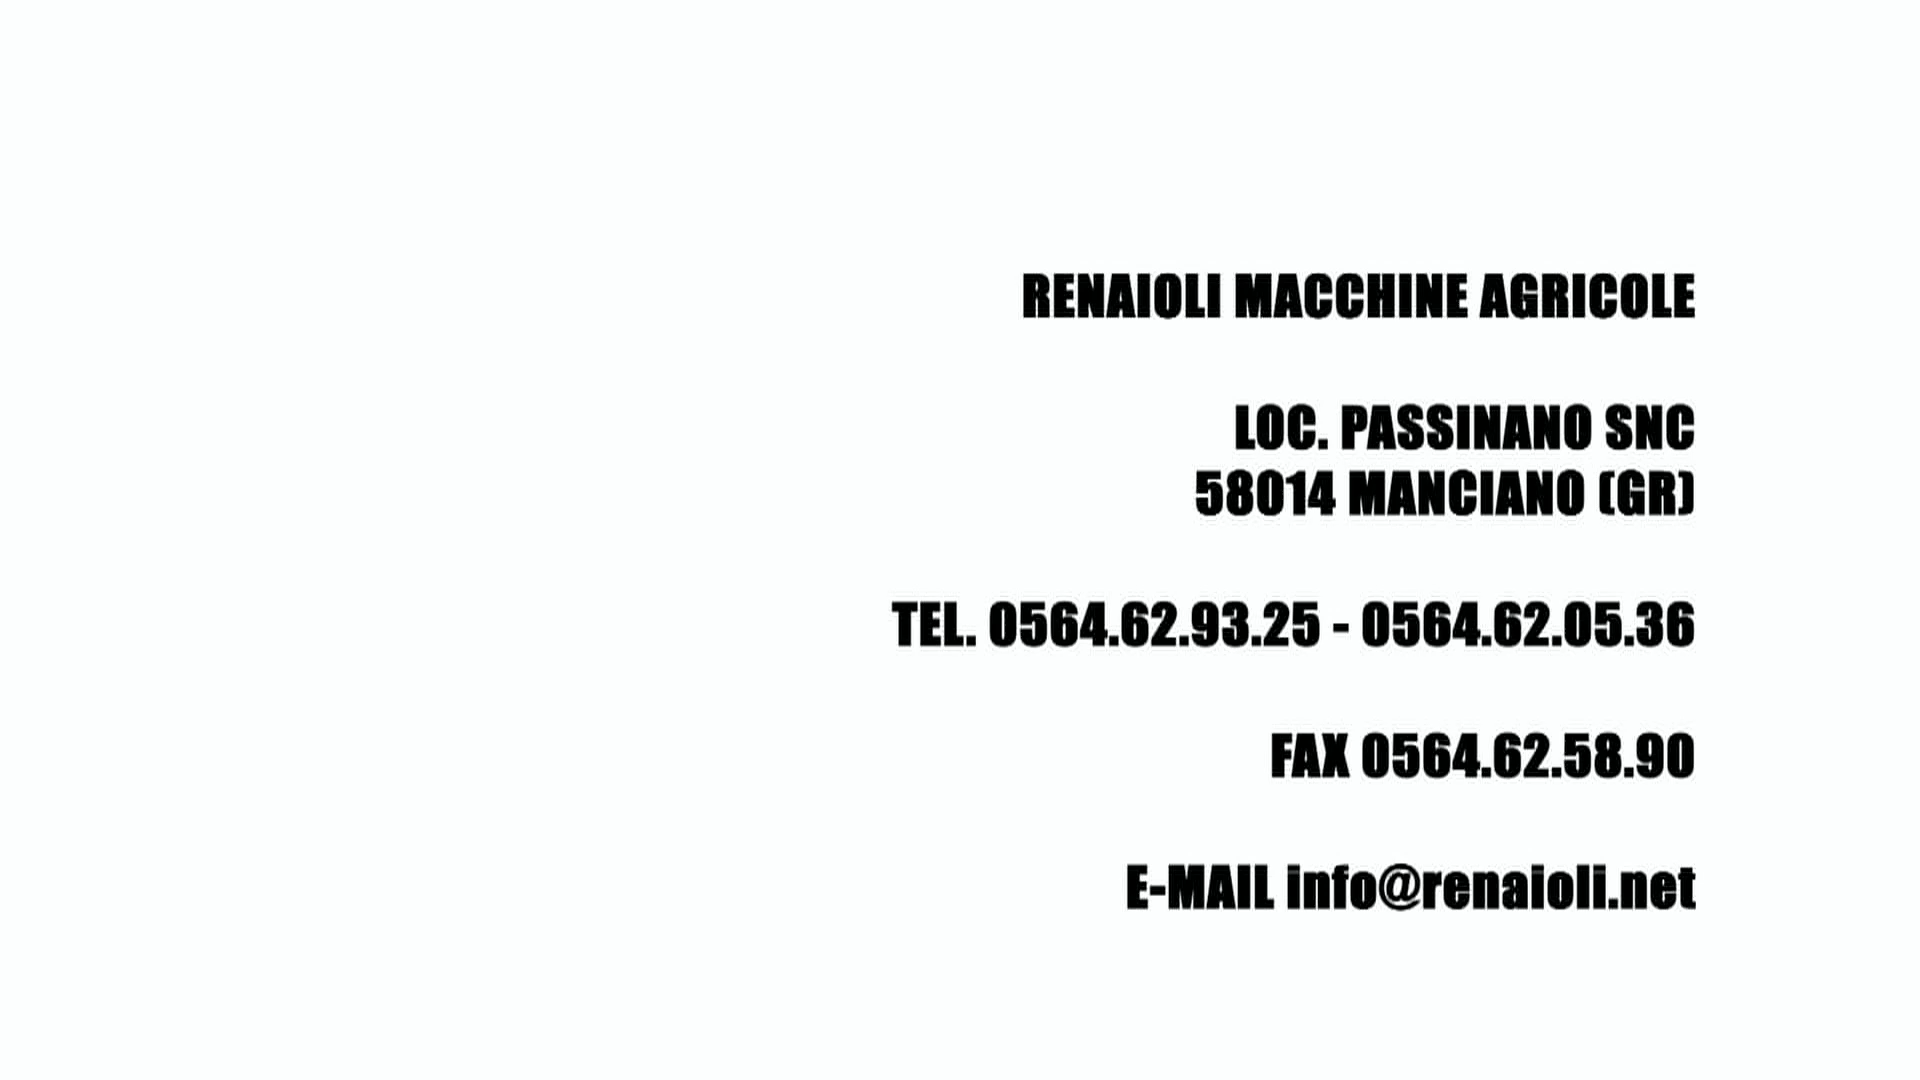 RENAIOLI MACCHINE AGRICOLE
LOC. PASSINANO SNC
58014 MANCIANO (GR)
TEL. 0564.62.93.25 - 0564.62.05.36
FAX 0564.62.58.90
E-MAIL info@renaioli.net